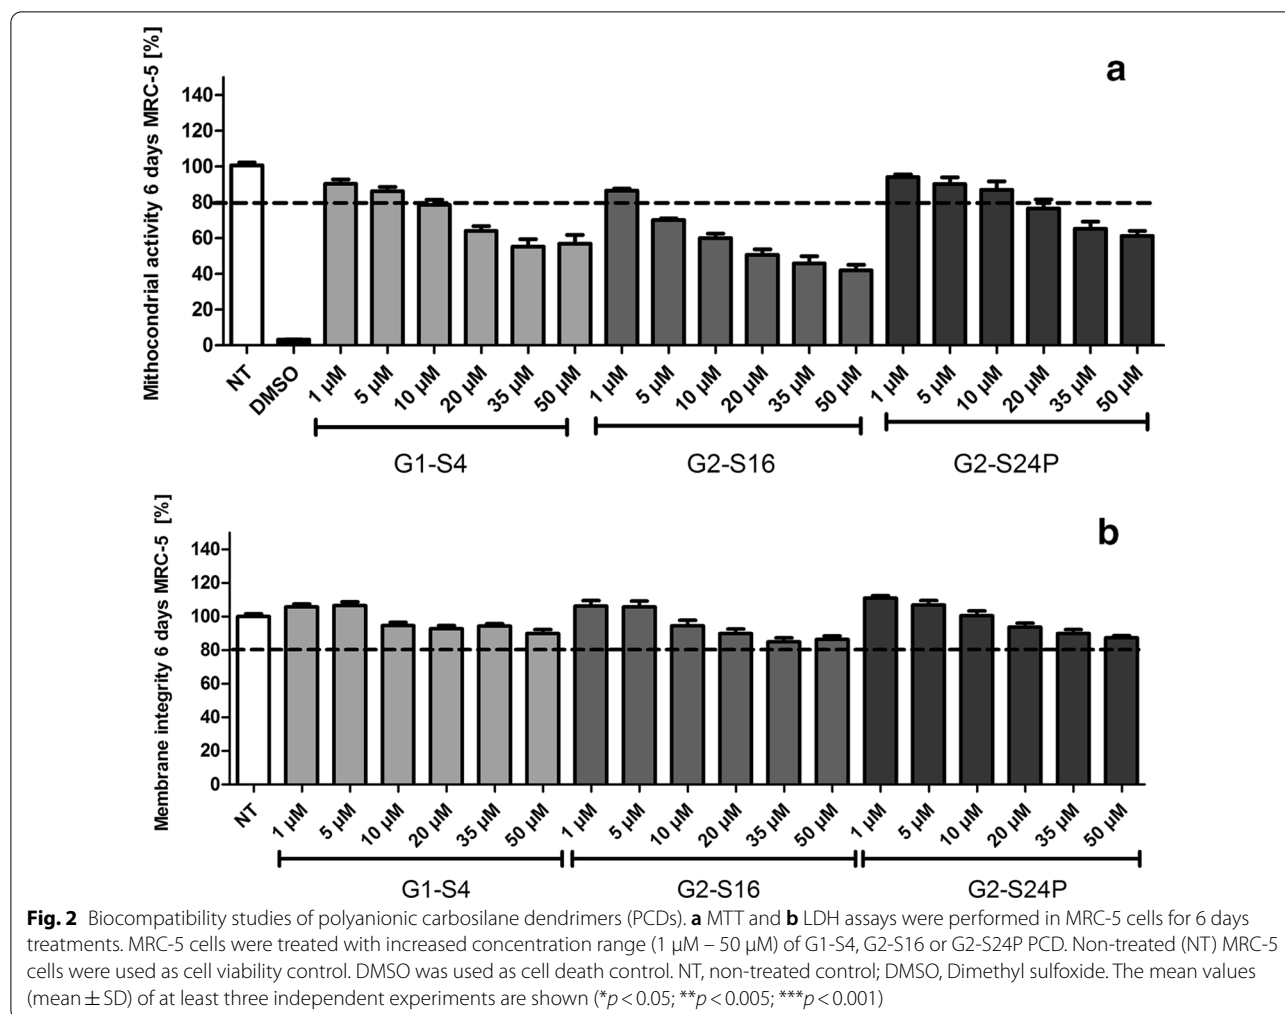 a
Mithocondrial activity 6 days MRC-5 [%]
140
120
100
80
60
40
20
0
NT DMSO 1 µM 5 µM 10 µM 20 µM 35 µM 50 µM 1 µM 5 µM 10 µM 20 µM 35 µM 50 µM 1 µM 5 µM 10 µM 20 µM 35 µM 50 µM
G1-S4 G2-S16 G2-S24P
b
Membrane integrity 6 days MRC-5 [%]
140
120
100
80
60
40
20
0
NT 1 µM 5 µM 10 µM 20 µM 35 µM 50 µM 1 µM 5 µM 10 µM 20 µM 35 µM 50 µM 1 µM 5 µM 10 µM 20 µM 35 µM 50 µM
G1-S4 G2-S16 G2-S24P
Fig. 2 Biocompatibility studies of polyanionic carbosilane dendrimers (PCDs). a MTT and b LDH assays were performed in MRC-5 cells for 6 days
treatments. MRC-5 cells were treated with increased concentration range (1 µM – 50 µM) of G1-S4, G2-S16 or G2-S24P PCD. Non-treated (NT) MRC-5
cells were used as cell viability control. DMSO was used as cell death control. NT, non-treated control; DMSO, Dimethyl sulfoxide. The mean values
(mean ± SD) of at least three independent experiments are shown (*p < 0.05; **p < 0.005; ***p < 0.001)